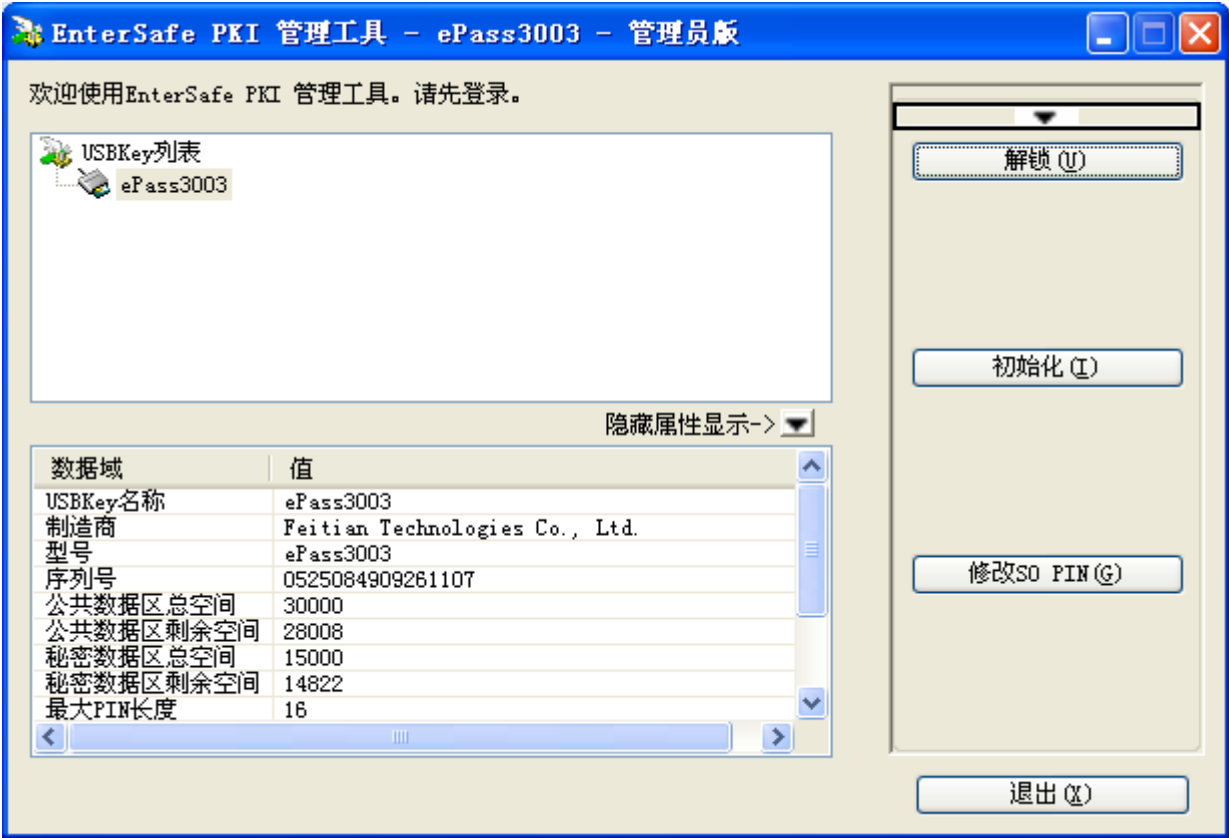 EnterSafe PKI 管理工具 - ePass3003 - 管理员版
欢迎使用EnterSafe PKI 管理工具。请先登录。
USBKey列表
ePass3003
隐藏属性显示->
数据域 值
USBKey名称 ePass3003
制造商 Feitian Technologies Co., Ltd.
型号 ePass3003
序列号 0525084909261107
公共数据区总空间 30000
公共数据区剩余空间 28008
秘密数据区总空间 15000
秘密数据区剩余空间 14822
最大PIN长度 16
解锁(U)
初始化(I)
修改SO PIN(G)
退出(X)